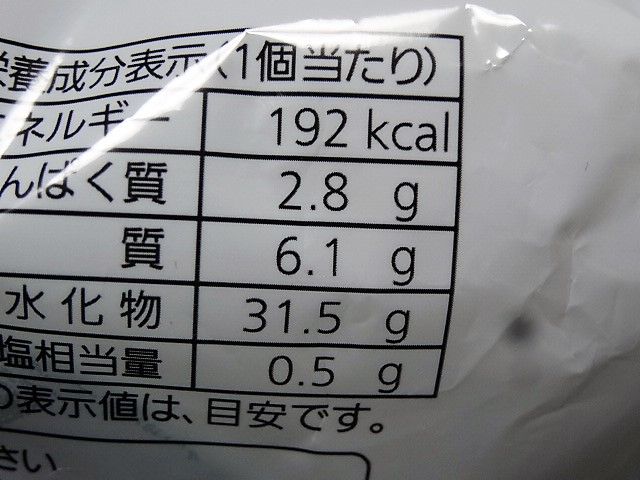 栄養成分表示(1個当たり)
エネルギー 192 kcal
んぱく質 2.8 g
質 6.1 g
水化物 31.5 g
塩相当量 0.5 g
の表示値は、目安です。
さい